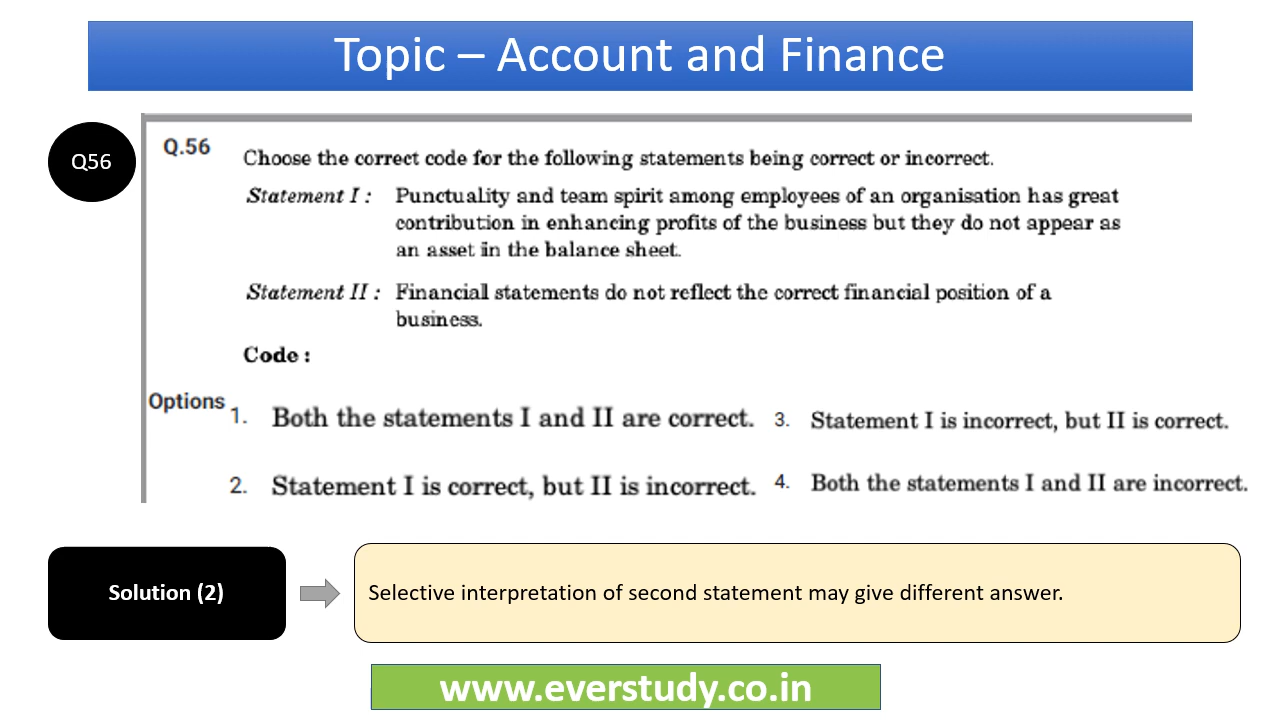 Topic – Account and Finance
Q56
Q.56
Choose the correct code for the following statements being correct or incorrect.
Statement I : Punctuality and team spirit among employees of an organisation has great
contribution in enhancing profits of the business but they do not appear as
an asset in the balance sheet.
Statement II : Financial statements do not reflect the correct financial position of a
business.
Code :
Options
1. Both the statements I and II are correct.
2. Statement I is correct, but II is incorrect.
3. Statement I is incorrect, but II is correct.
4. Both the statements I and II are incorrect.
Solution (2)
Selective interpretation of second statement may give different answer.
www.everstudy.co.in